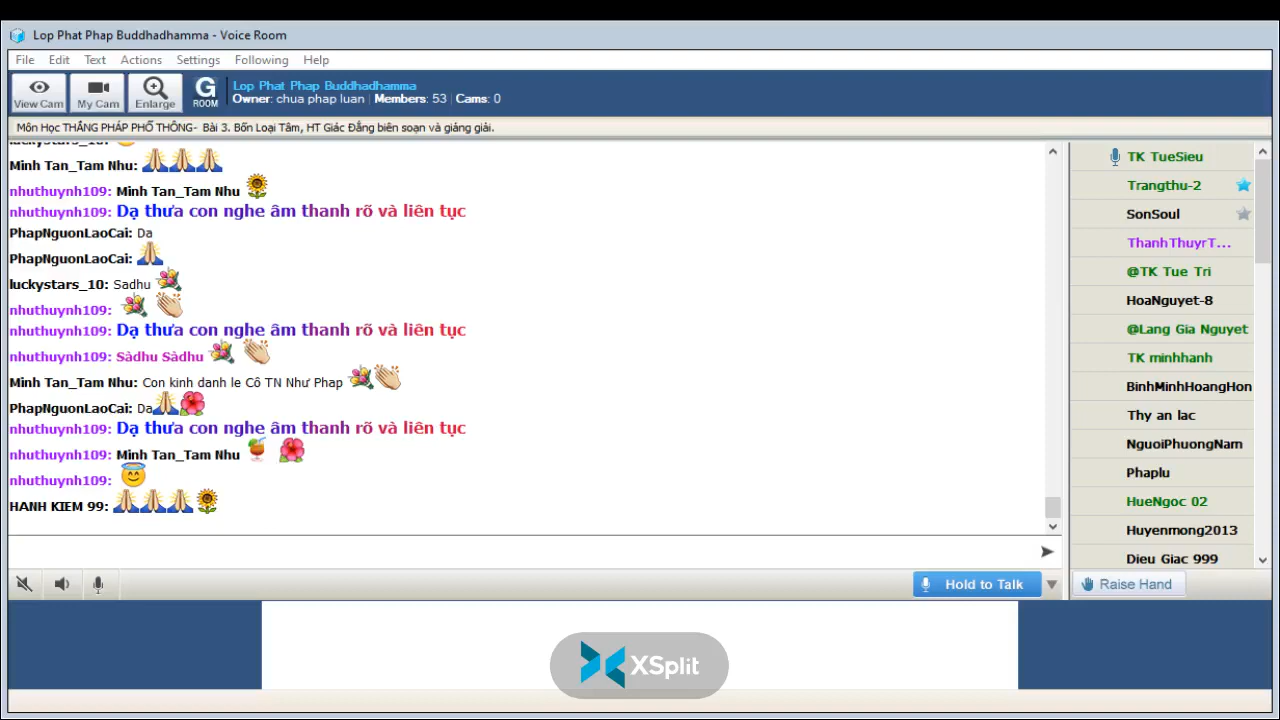 Lop Phat Phap Buddhadhamma - Voice Room
File Edit Text Actions Settings Following Help
View Cam My Cam Enlarge G ROOM
Lop Phat Phap Buddhadhamma
Owner: chua phap luan | Members: 53 | Cams: 0
Môn Học THẮNG PHÁP PHỔ THÔNG- Bài 3. Bốn Loại Tâm, HT Giác Đẳng biên soạn và giảng giải.
Minh Tan_Tam Nhu:
nhuthuynh109: Minh Tan_Tam Nhu
nhuthuynh109: Dạ thưa con nghe âm thanh rõ và liên tục
PhapNguonLaoCai: Da
PhapNguonLaoCai:
luckystars_10: Sadhu
nhuthuynh109:
nhuthuynh109: Dạ thưa con nghe âm thanh rõ và liên tục
nhuthuynh109: Sàdhu Sàdhu
Minh Tan_Tam Nhu: Con kinh danh le Cô TN Như Phap
PhapNguonLaoCai: Da
nhuthuynh109: Dạ thưa con nghe âm thanh rõ và liên tục
nhuthuynh109: Minh Tan_Tam Nhu
nhuthuynh109:
HANH KIEM 99:
Hold to Talk
TK TueSieu
Trangthu-2
SonSoul
ThanhThuyrT...
@TK Tue Tri
HoaNguyet-8
@Lang Gia Nguyet
TK minhhanh
BinhMinhHoangHon
Thy an lac
NguoiPhuongNam
Phaplu
HueNgoc 02
Huyenmong2013
Dieu Giac 999
Raise Hand
XSplit